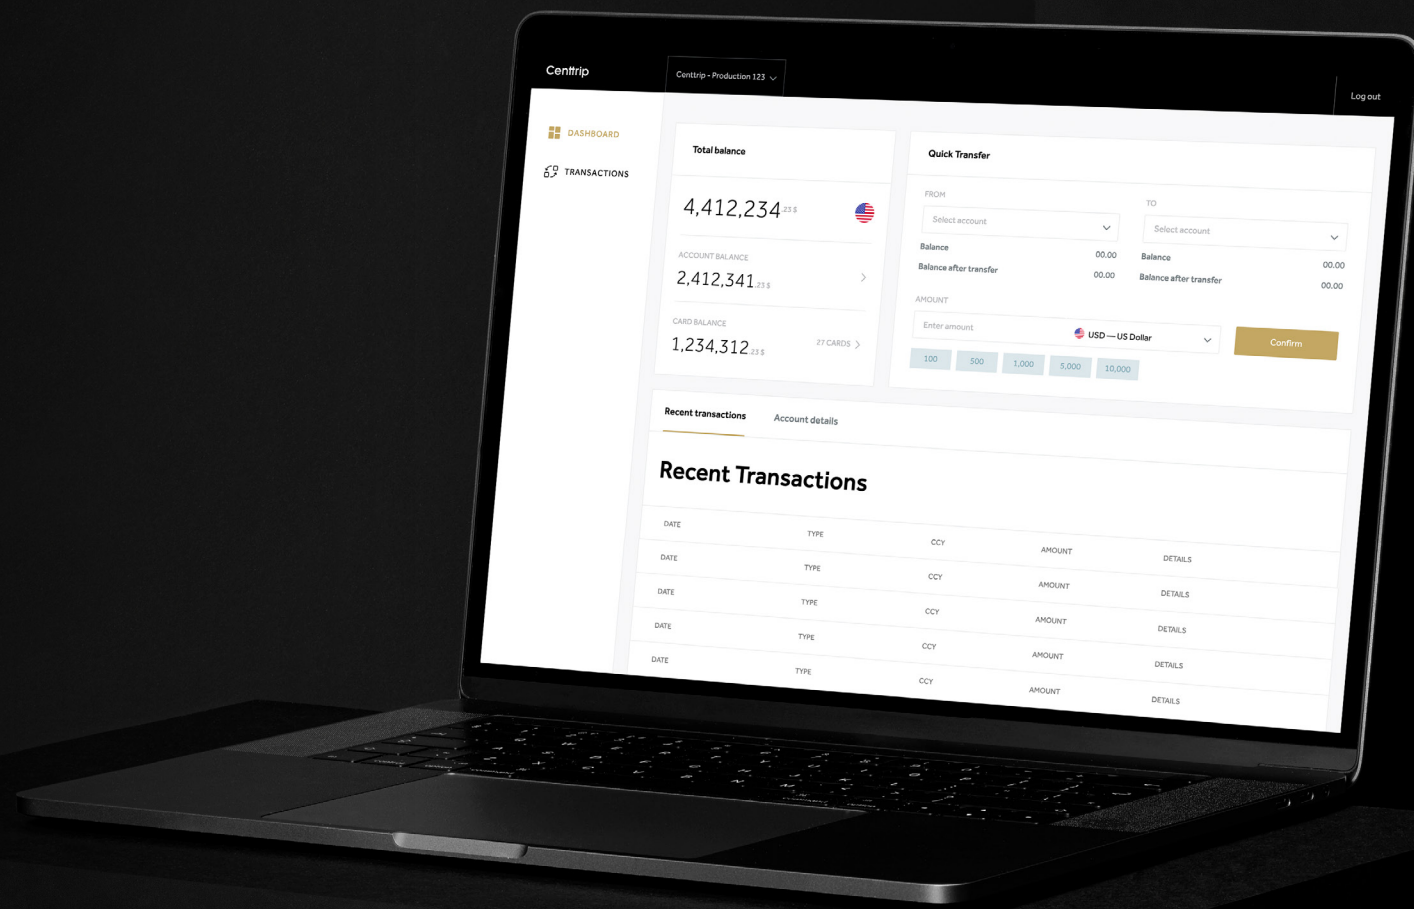 Centtrip
Centtrip - Production 123
Log out
DASHBOARD
TRANSACTIONS
Total balance
4,412,234.23 $
ACCOUNT BALANCE
2,412,341.23 $
CARD BALANCE
1,234,312.23 $
27 CARDS
Quick Transfer
FROM
Select account
Balance 00.00
Balance after transfer 00.00
TO
Select account
Balance 00.00
Balance after transfer 00.00
AMOUNT
Enter amount
USD — US Dollar
Confirm
100 500 1,000 5,000 10,000
Recent transactions Account details
Recent Transactions
DATE TYPE CCY AMOUNT DETAILS
DATE TYPE CCY AMOUNT DETAILS
DATE TYPE CCY AMOUNT DETAILS
DATE TYPE CCY AMOUNT DETAILS
DATE TYPE CCY AMOUNT DETAILS